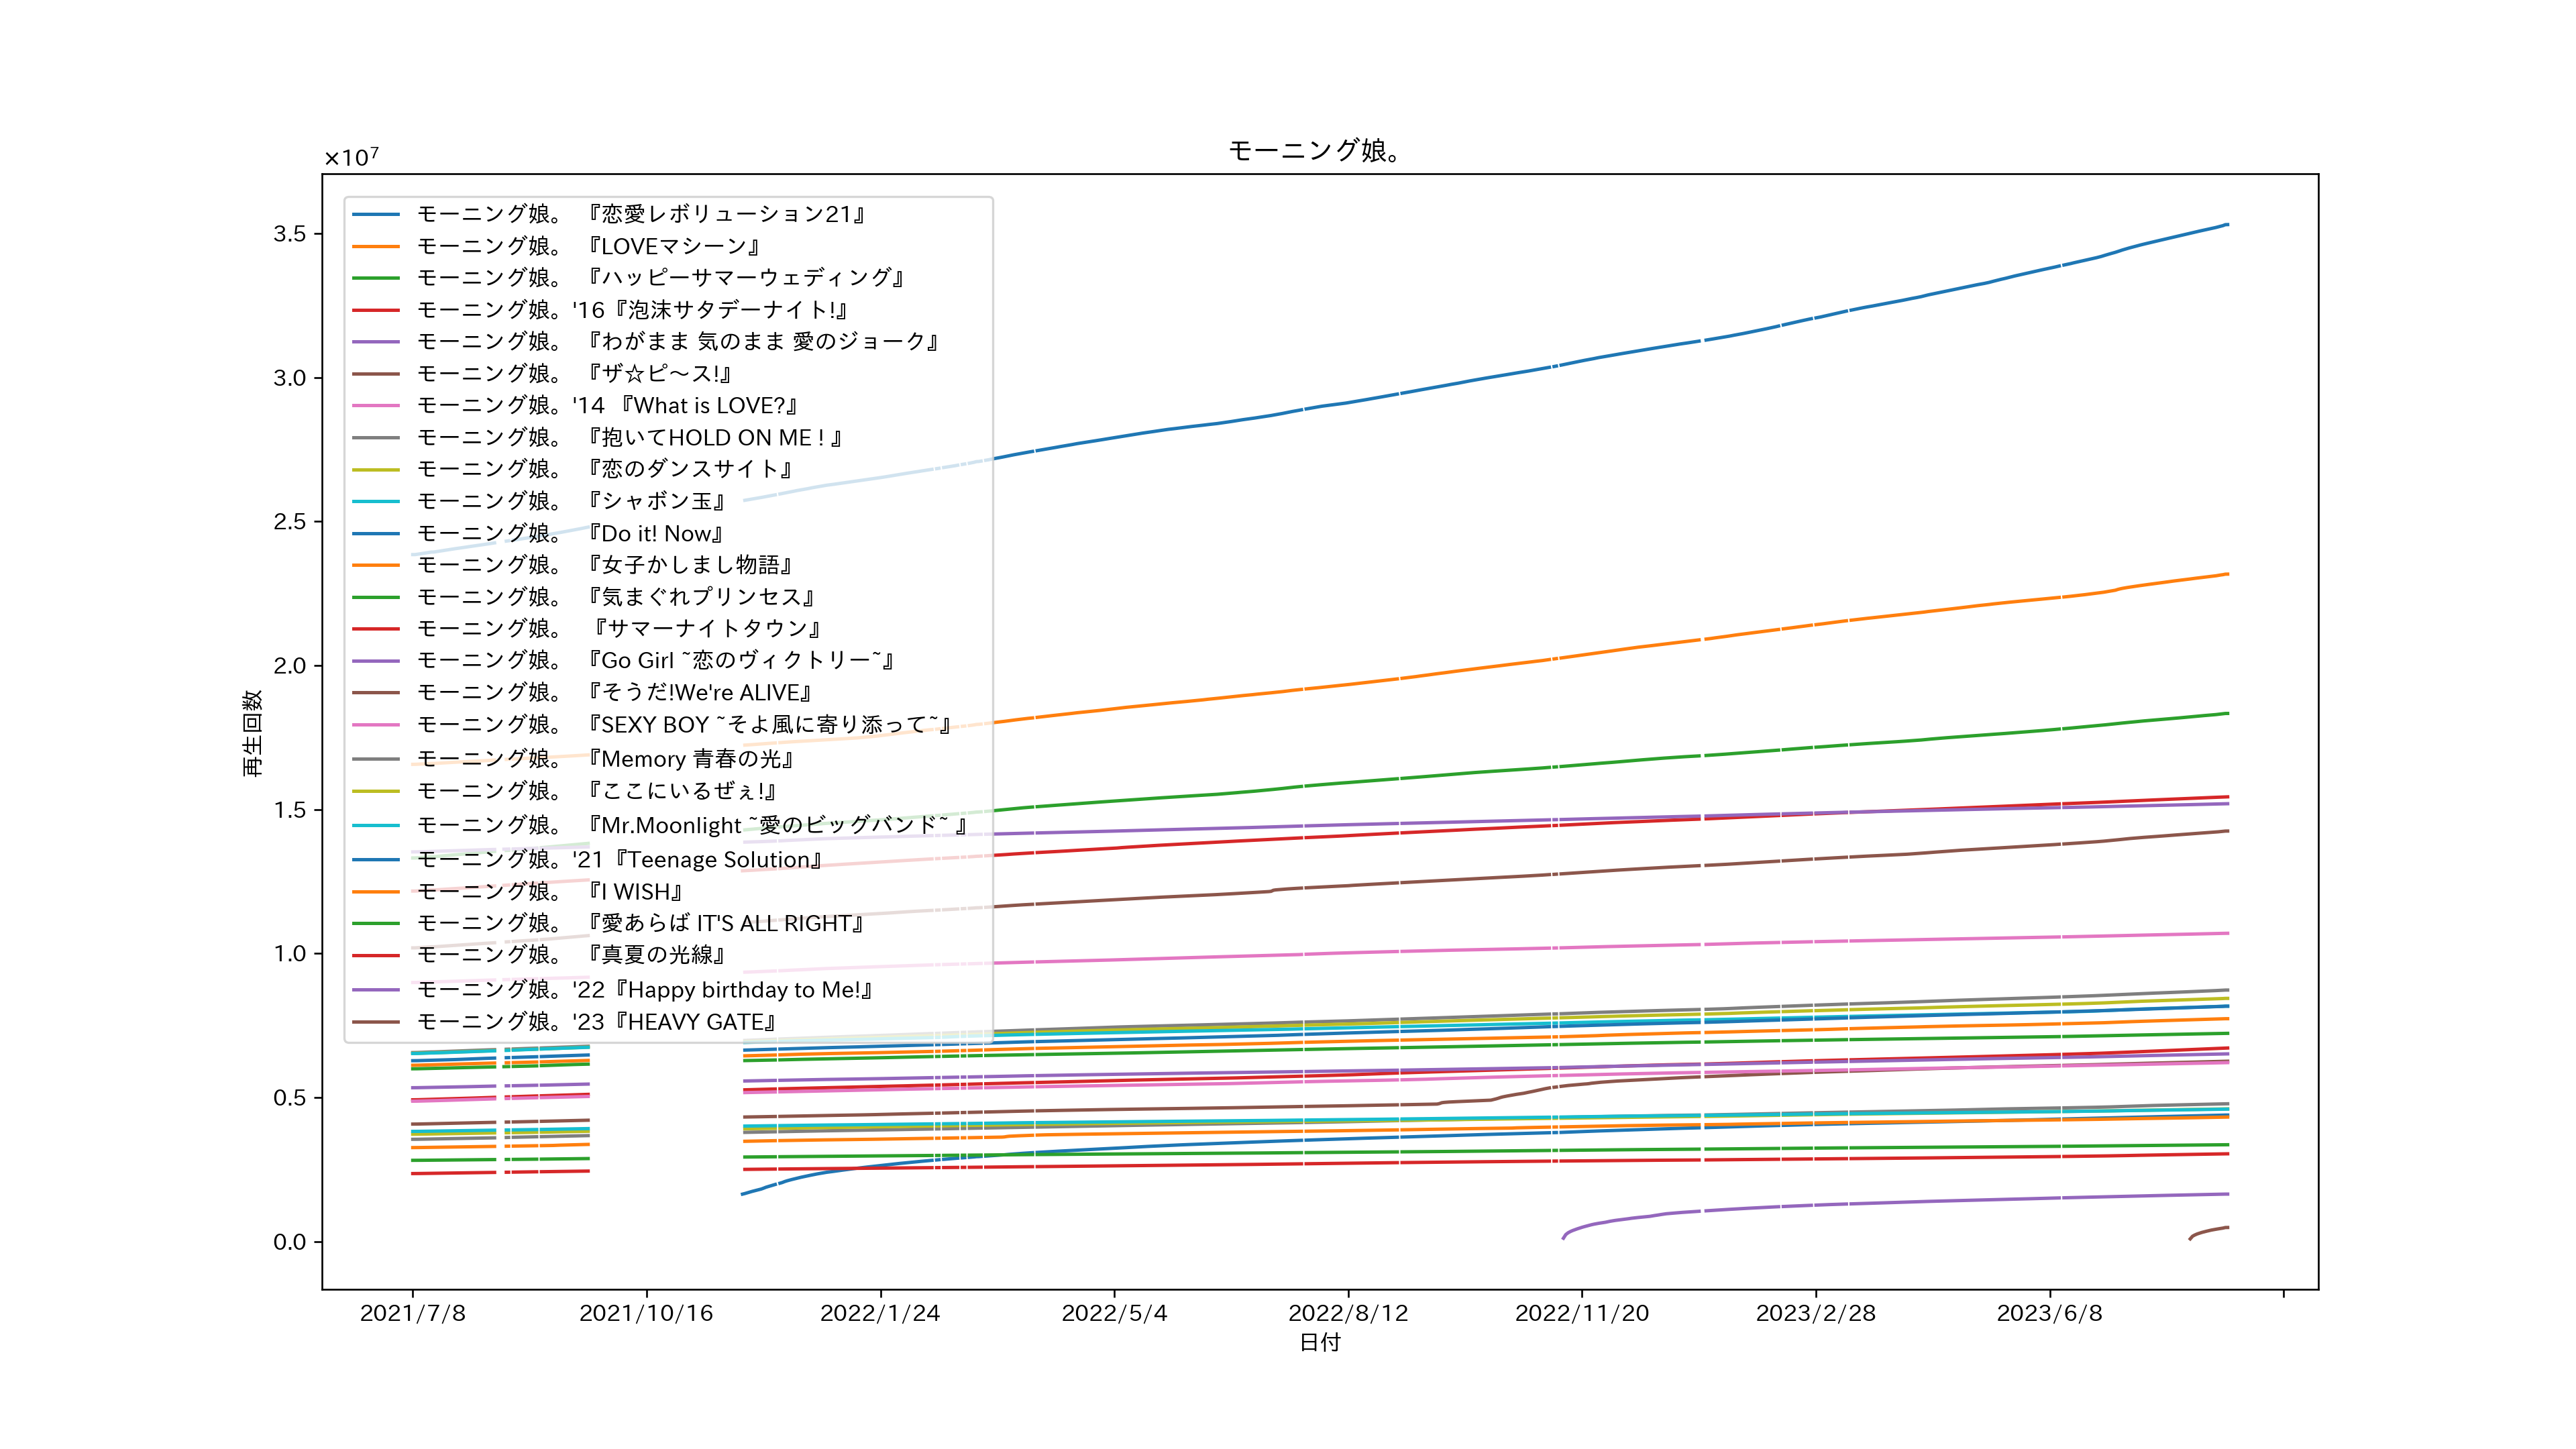 モーニング娘。
×10⁷
3.5
3.0
2.5
2.0
1.5
1.0
0.5
0.0
再生回数
モーニング娘。 『恋愛レボリューション21』
モーニング娘。 『LOVEマシーン』
モーニング娘。 『ハッピーサマーウェディング』
モーニング娘。'16『泡沫サタデーナイト!』
モーニング娘。 『わがまま 気のまま 愛のジョーク』
モーニング娘。 『ザ☆ピ～ス!』
モーニング娘。'14 『What is LOVE?』
モーニング娘。 『抱いてHOLD ON ME ! 』
モーニング娘。 『恋のダンスサイト』
モーニング娘。 『シャボン玉』
モーニング娘。 『Do it! Now』
モーニング娘。 『女子かしまし物語』
モーニング娘。 『気まぐれプリンセス』
モーニング娘。 『サマーナイトタウン』
モーニング娘。 『Go Girl ~恋のヴィクトリー~』
モーニング娘。 『そうだ!We're ALIVE』
モーニング娘。 『SEXY BOY ~そよ風に寄り添って~』
モーニング娘。 『Memory 青春の光』
モーニング娘。 『ここにいるぜぇ!』
モーニング娘。 『Mr.Moonlight ~愛のビッグバンド~ 』
モーニング娘。'21『Teenage Solution』
モーニング娘。 『I WISH』
モーニング娘。 『愛あらば IT'S ALL RIGHT』
モーニング娘。 『真夏の光線』
モーニング娘。'22『Happy birthday to Me!』
モーニング娘。'23『HEAVY GATE』
2021/7/8 2021/10/16 2022/1/24 2022/5/4 2022/8/12 2022/11/20 2023/2/28 2023/6/8
日付